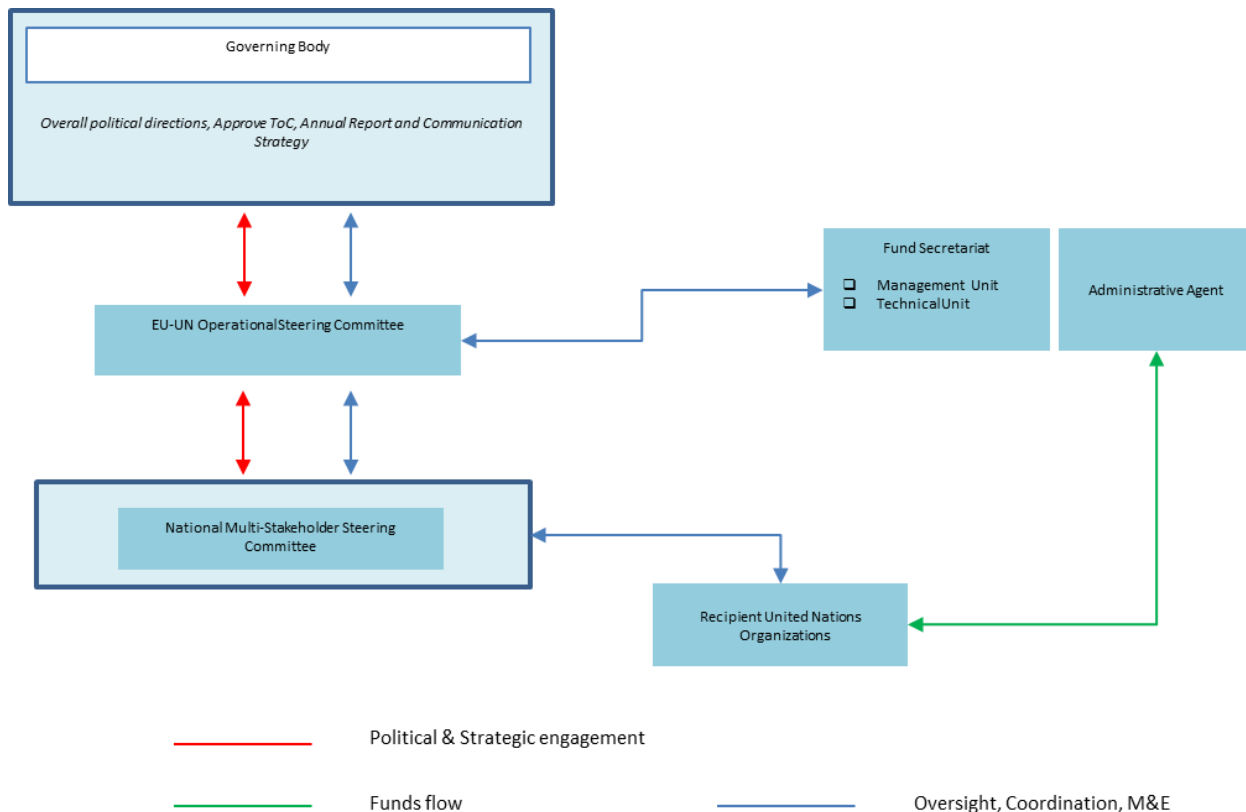 Governing Body
Overall political directions, Approve ToC, Annual Report and Communication
Strategy
EU-UN OperationalSteering Committee
Fund Secretariat
Management Unit
TechnicalUnit
Administrative Agent
National Multi-Stakeholder Steering
Committee
Recipient United Nations
Organizations
Political & Strategic engagement
Funds flow
Oversight, Coordination, M&E